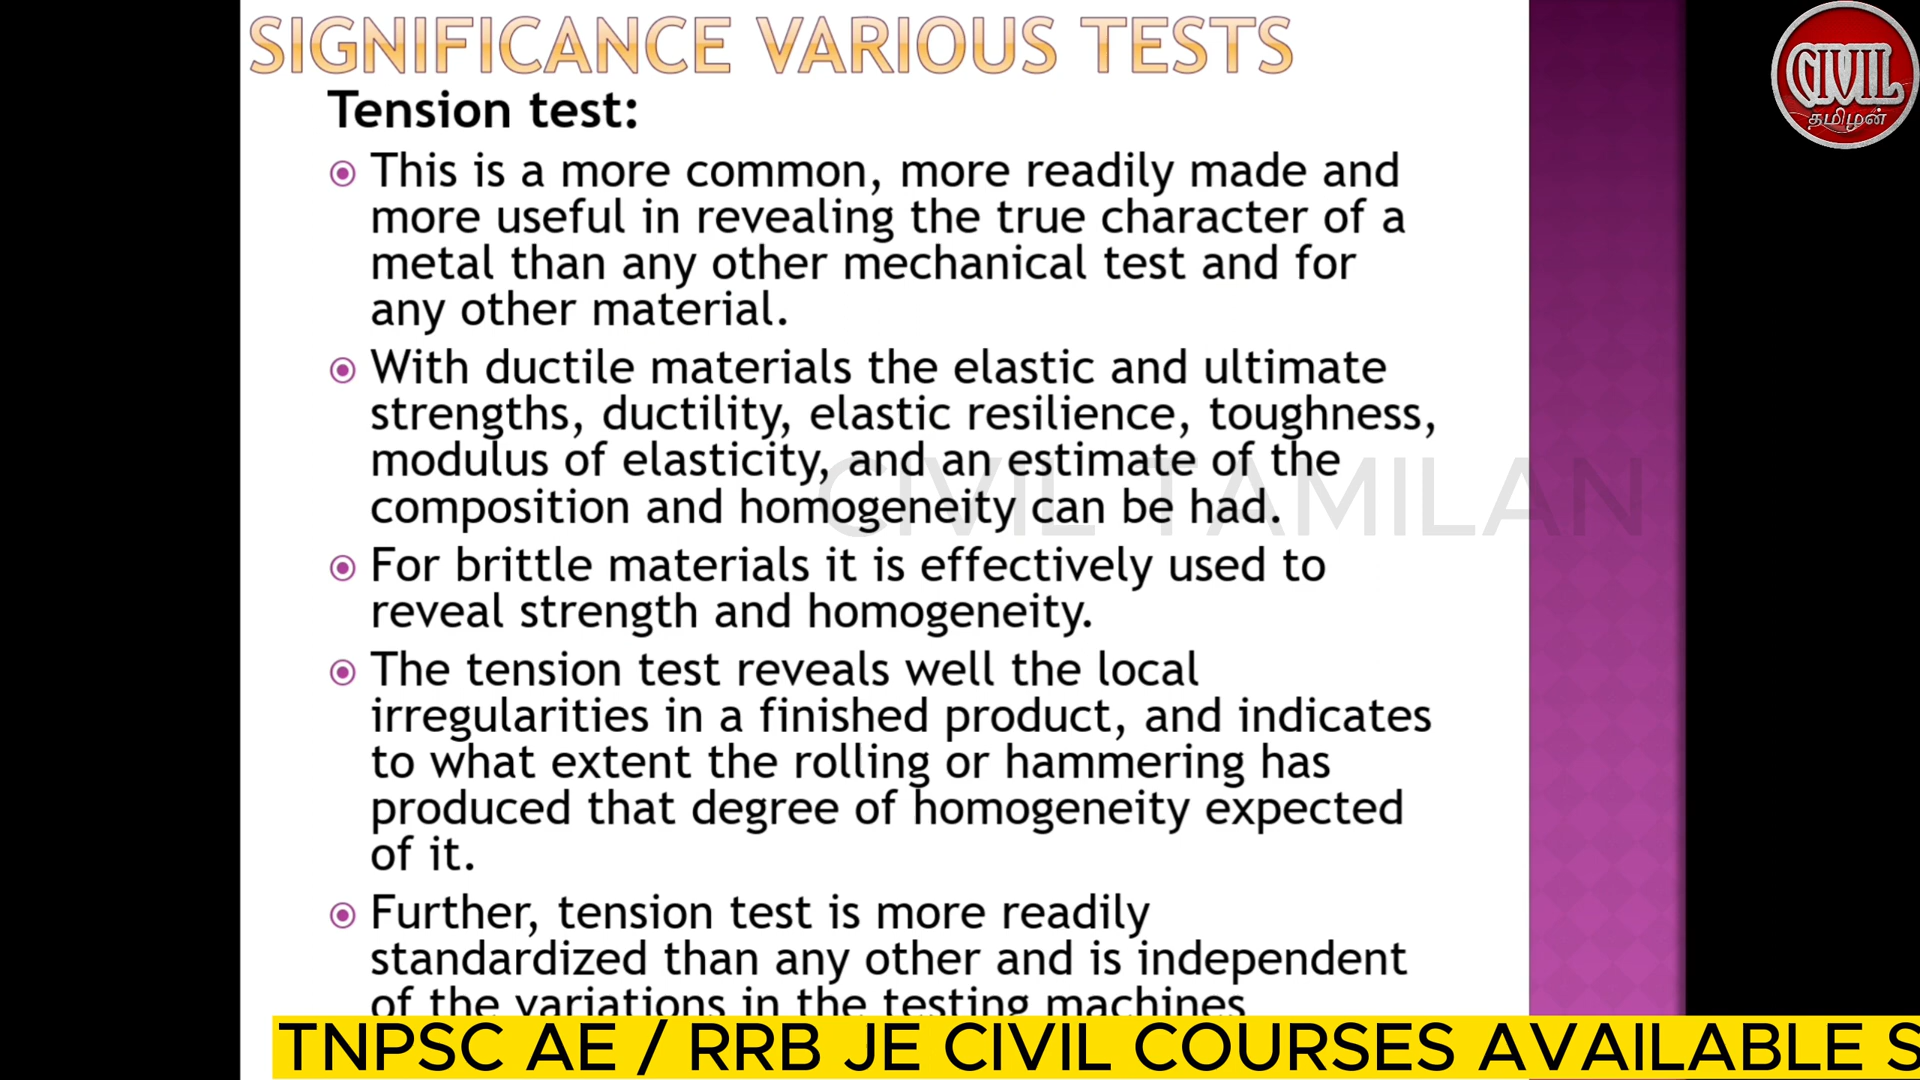 SIGNIFICANCE VARIOUS TESTS
CIVIL
தமிழன்
Tension test:
This is a more common, more readily made and
more useful in revealing the true character of a
metal than any other mechanical test and for
any other material.
With ductile materials the elastic and ultimate
strengths, ductility, elastic resilience, toughness,
modulus of elasticity, and an estimate of the
composition and homogeneity can be had.
CIVIL TAMILAN
For brittle materials it is effectively used to
reveal strength and homogeneity.
The tension test reveals well the local
irregularities in a finished product, and indicates
to what extent the rolling or hammering has
produced that degree of homogeneity expected
of it.
Further, tension test is more readily
standardized than any other and is independent
of the variations in the testing machines
TNPSC AE / RRB JE CIVIL COURSES AVAILABLE S